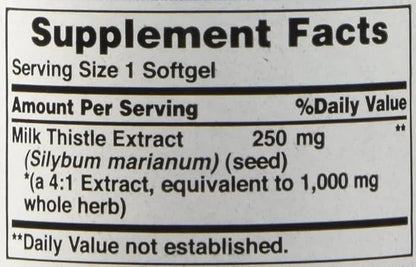 Supplement Facts
Serving Size 1 Softgel
Amount Per Serving %Daily Value
Milk Thistle Extract 250 mg **
(Silybum marianum) (seed)
*(a 4:1 Extract, equivalent to 1,000 mg
whole herb)
**Daily Value not established.